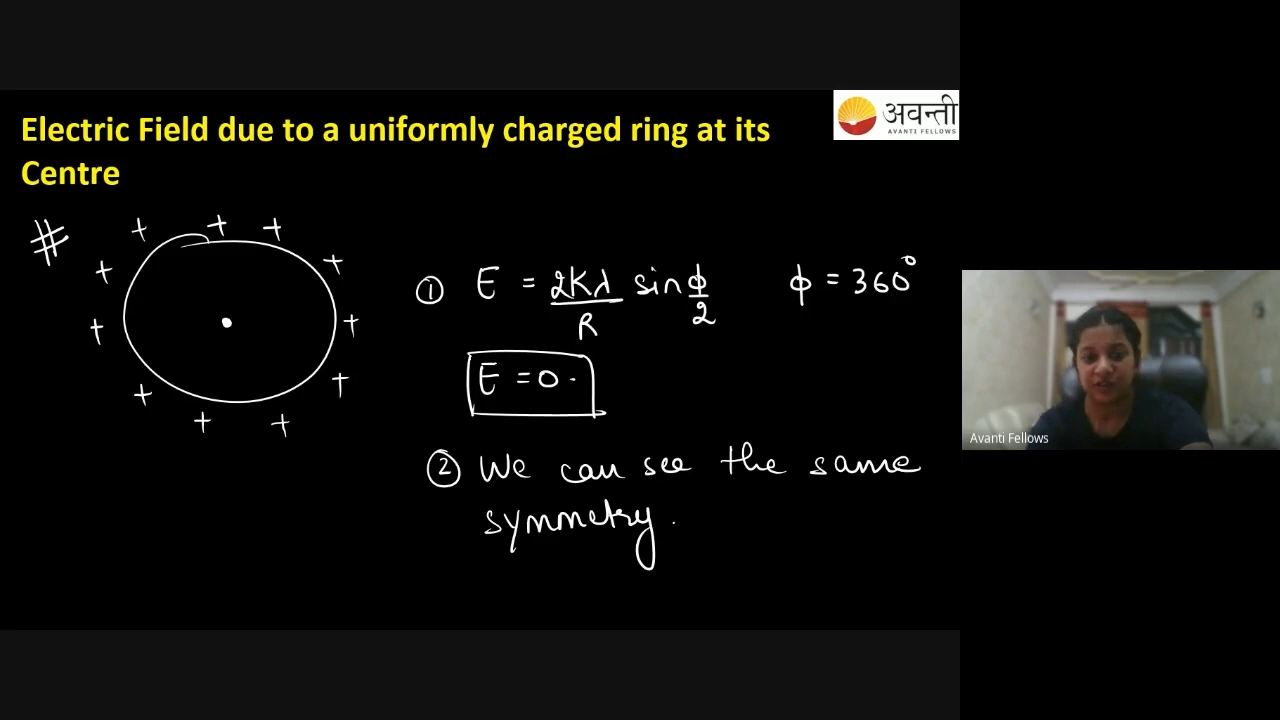 Electric Field due to a uniformly charged ring at its
Centre
अवन्ती
AVANTI FELLOWS
#
+ + + + + + + + + + + +
① E = 2Kλ/R sin ϕ/2 ϕ = 360°
E = 0.
② We can see the same
symmetry.
Avanti Fellows